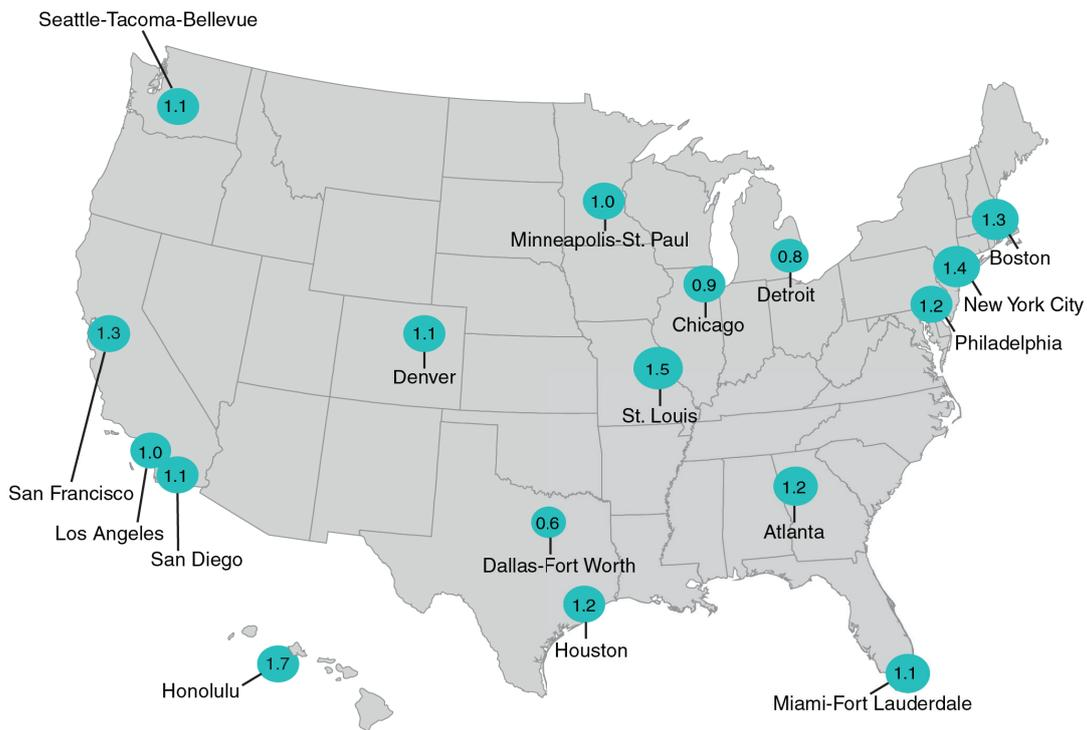 Seattle-Tacoma-Bellevue
1.1
1.0
Minneapolis-St. Paul
1.3
Boston
0.8
Detroit
1.4
New York City
0.9
Chicago
1.2
Philadelphia
1.3
San Francisco
1.1
Denver
1.5
St. Louis
1.0
Los Angeles
1.1
San Diego
1.2
Atlanta
0.6
Dallas-Fort Worth
1.2
Houston
1.7
Honolulu
1.1
Miami-Fort Lauderdale